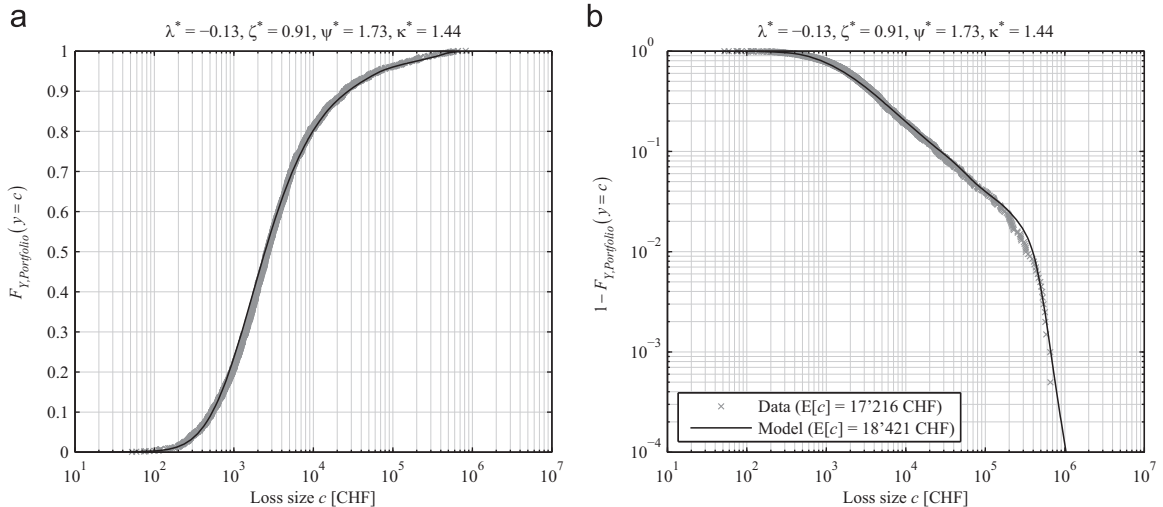 a
λ* = −0.13, ζ* = 0.91, ψ* = 1.73, κ* = 1.44
1
0.9
0.8
0.7
0.6
0.5
0.4
0.3
0.2
0.1
0
F_{Y,Portfolio}(y = c)
10^1 10^2 10^3 10^4 10^5 10^6 10^7
Loss size c [CHF]
b
λ* = −0.13, ζ* = 0.91, ψ* = 1.73, κ* = 1.44
10^0
10^−1
10^−2
10^−3
10^−4
1 − F_{Y,Portfolio}(y = c)
Data (E[c] = 17'216 CHF)
Model (E[c] = 18'421 CHF)
10^1 10^2 10^3 10^4 10^5 10^6 10^7
Loss size c [CHF]